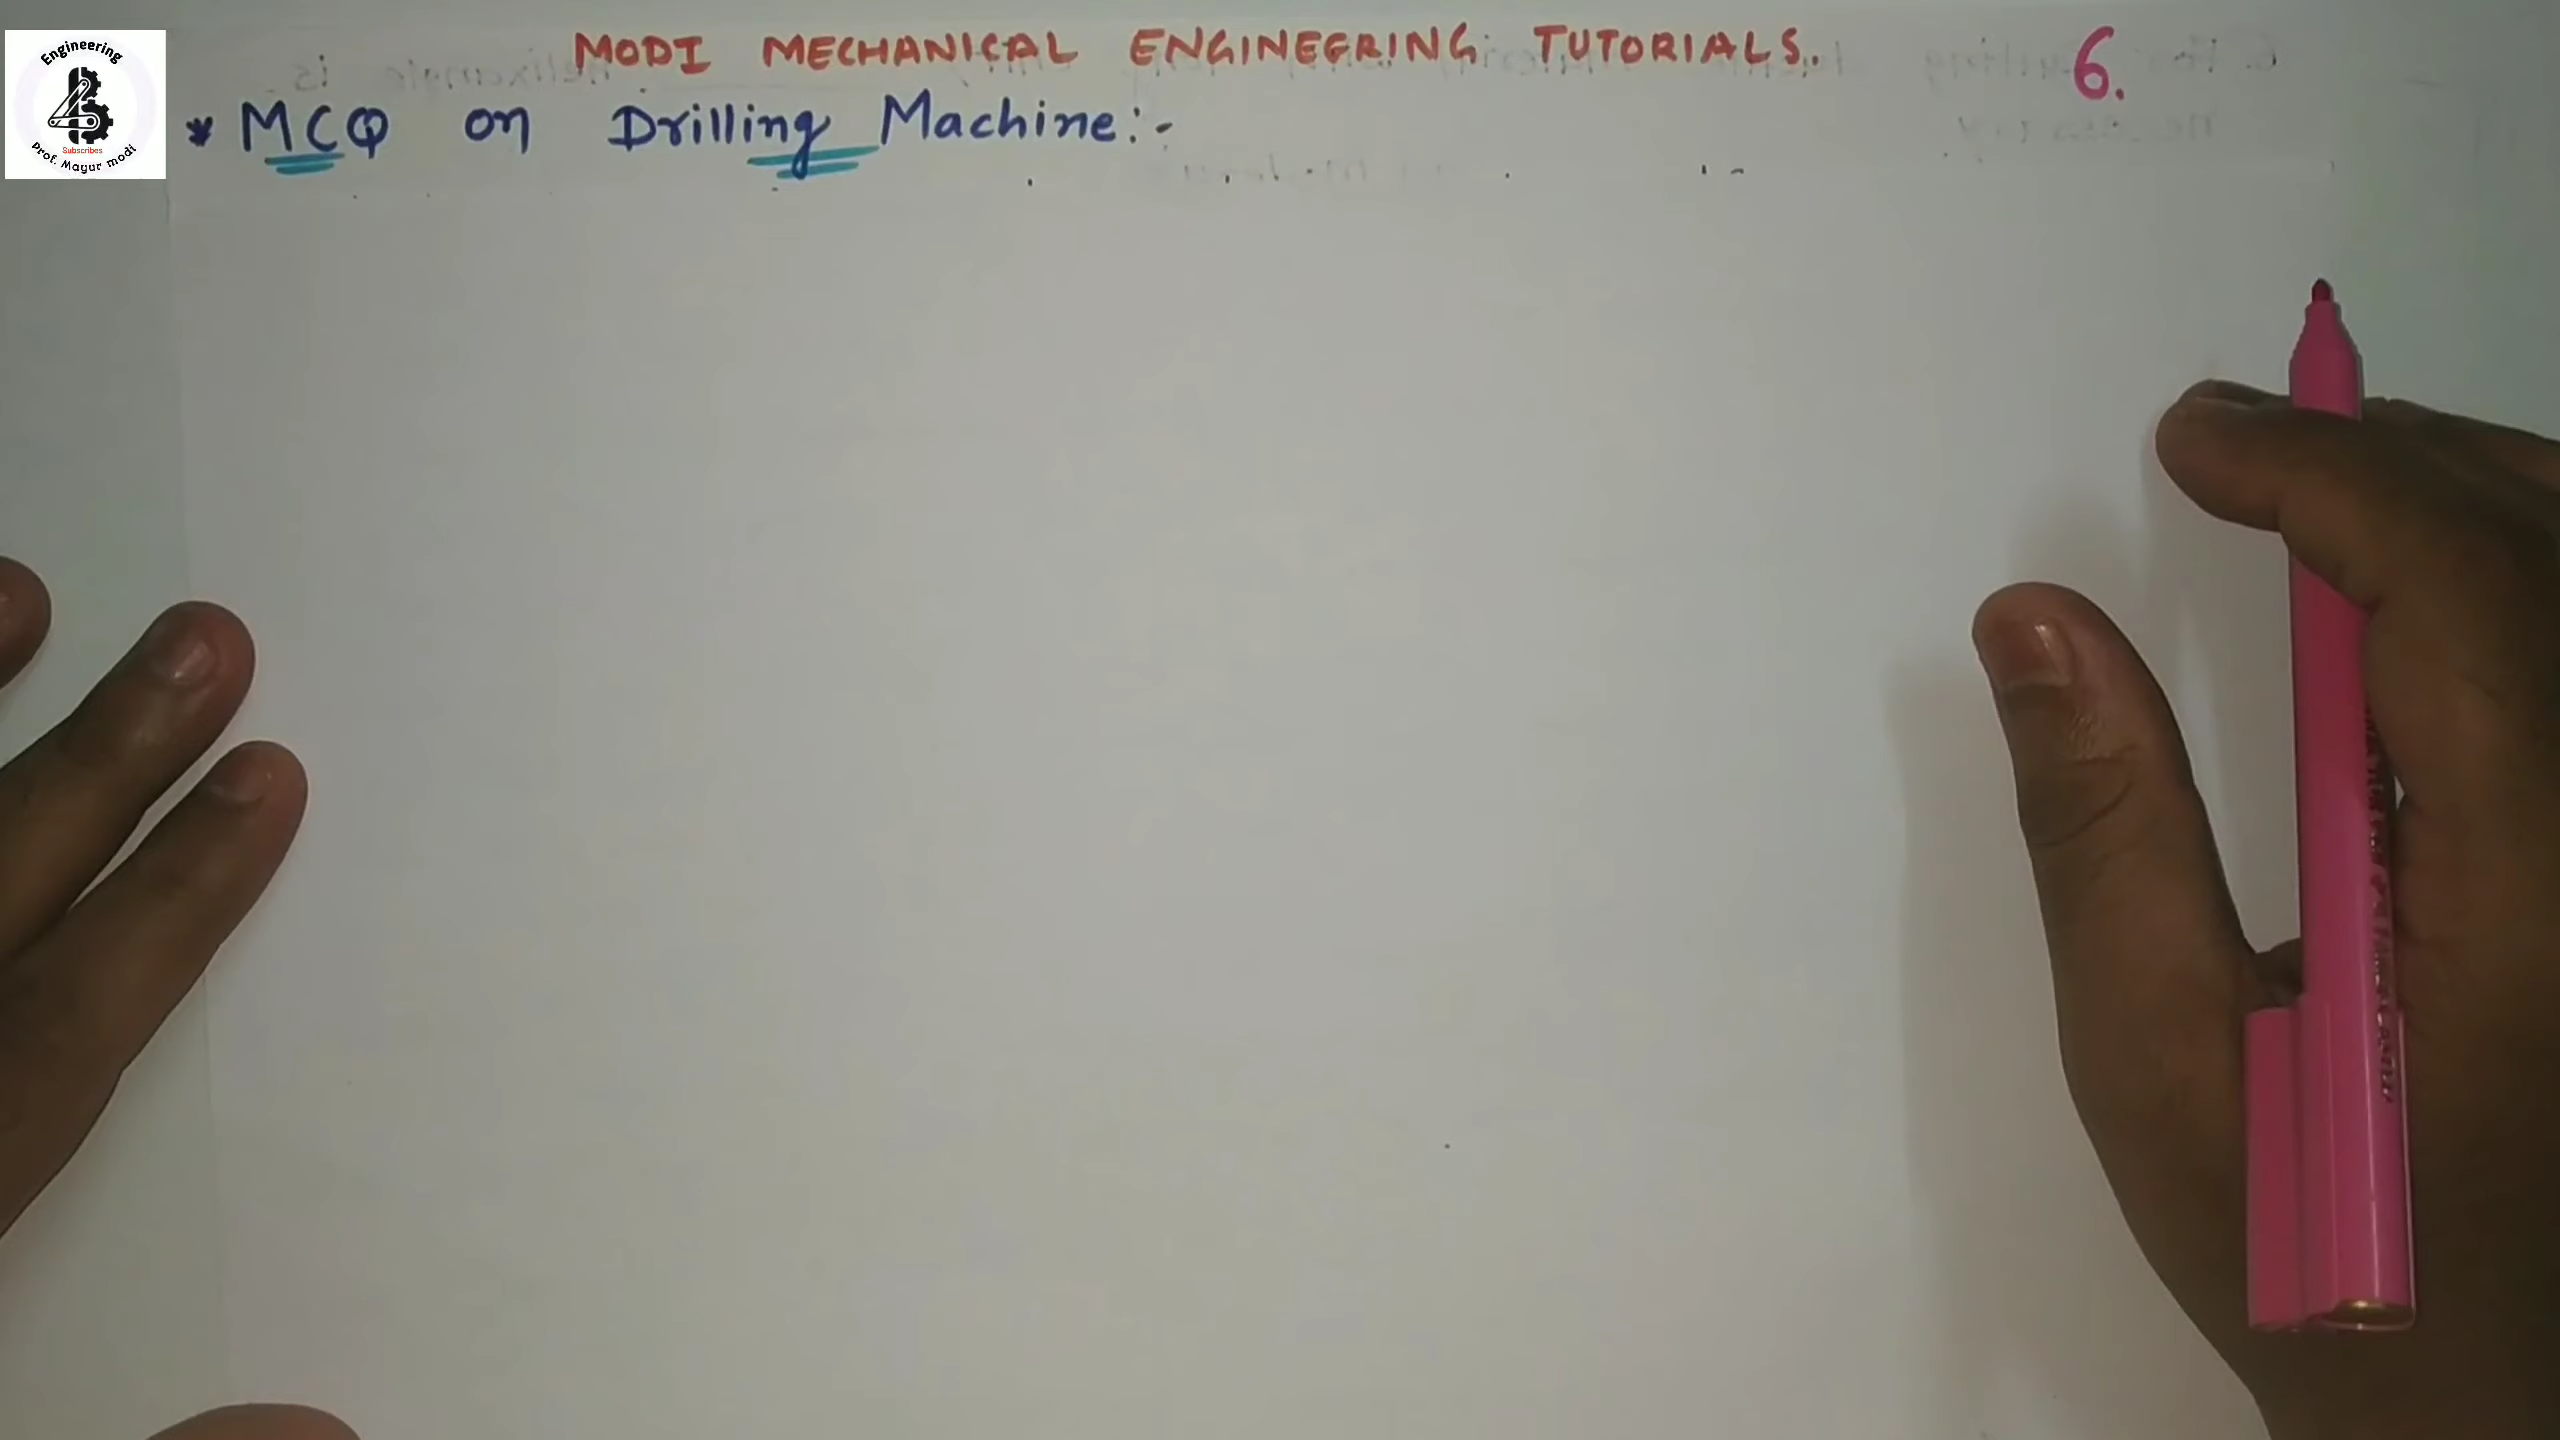 MODI MECHANICAL ENGINEERING TUTORIALS. 6.
* MCQ on Drilling Machine:-
Engineering
Subscribes
Prof. Mayur modi